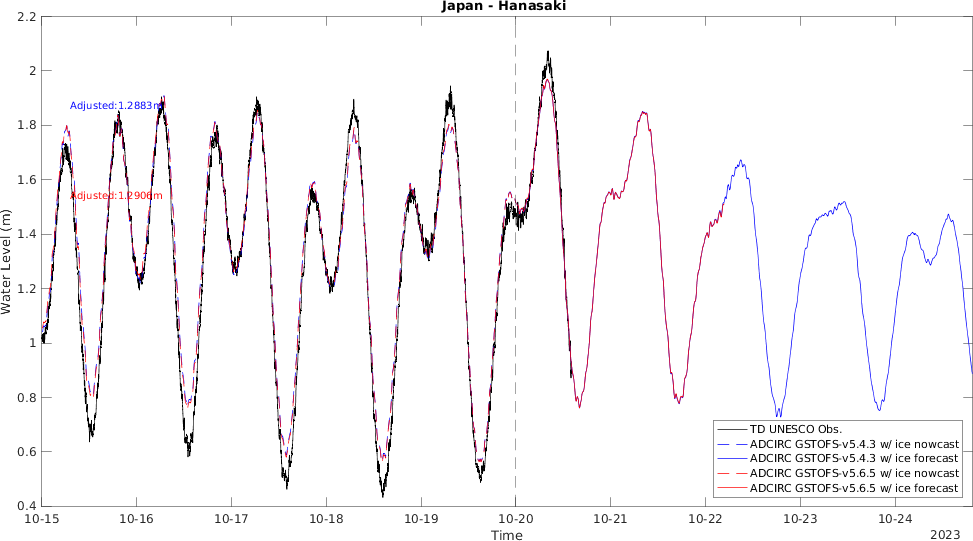 Japan - Hanasaki
2.2
2
1.8
1.6
1.4
1.2
1
0.8
0.6
0.4
Water Level (m)
Adjusted:1.2883m
Adjusted:1.2906m
TD UNESCO Obs.
ADCIRC GSTOFS-v5.4.3 w/ ice nowcast
ADCIRC GSTOFS-v5.4.3 w/ ice forecast
ADCIRC GSTOFS-v5.6.5 w/ ice nowcast
ADCIRC GSTOFS-v5.6.5 w/ ice forecast
10-15 10-16 10-17 10-18 10-19 10-20 10-21 10-22 10-23 10-24
Time
2023